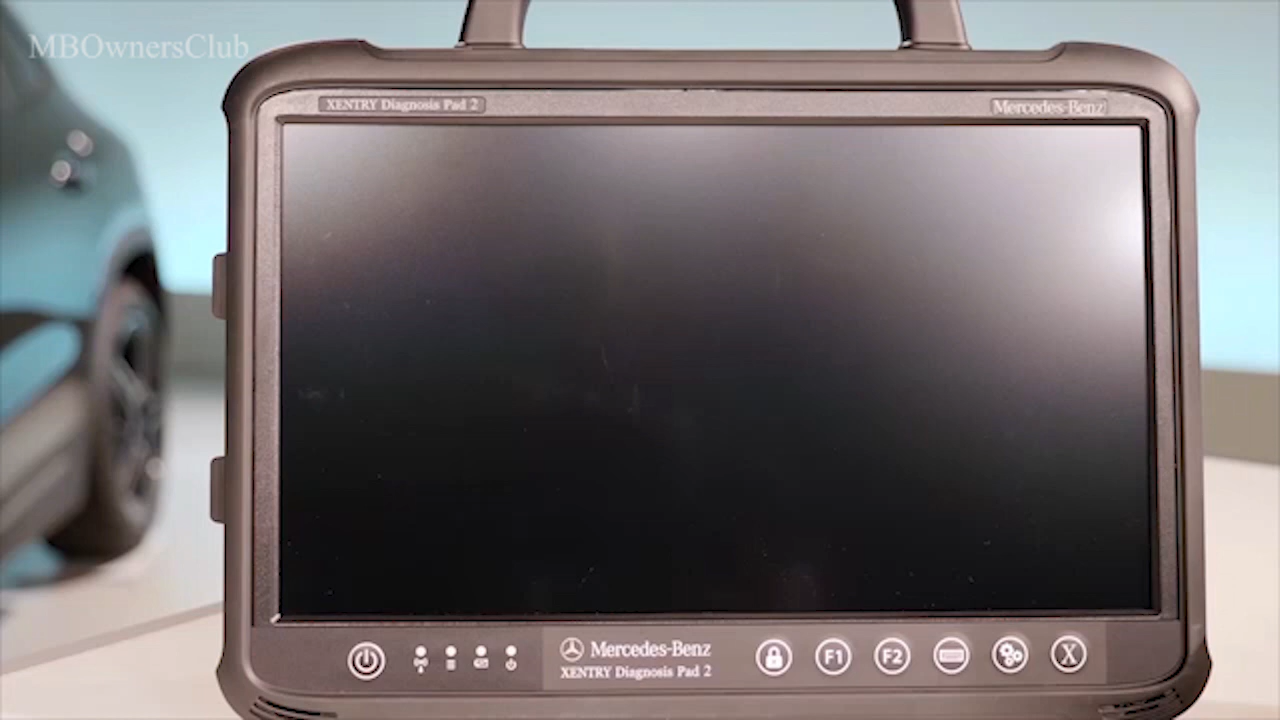 MBOwnersClub
XENTRY Diagnosis Pad 2
Mercedes-Benz
Mercedes-Benz
XENTRY Diagnosis Pad 2
F1
F2
X